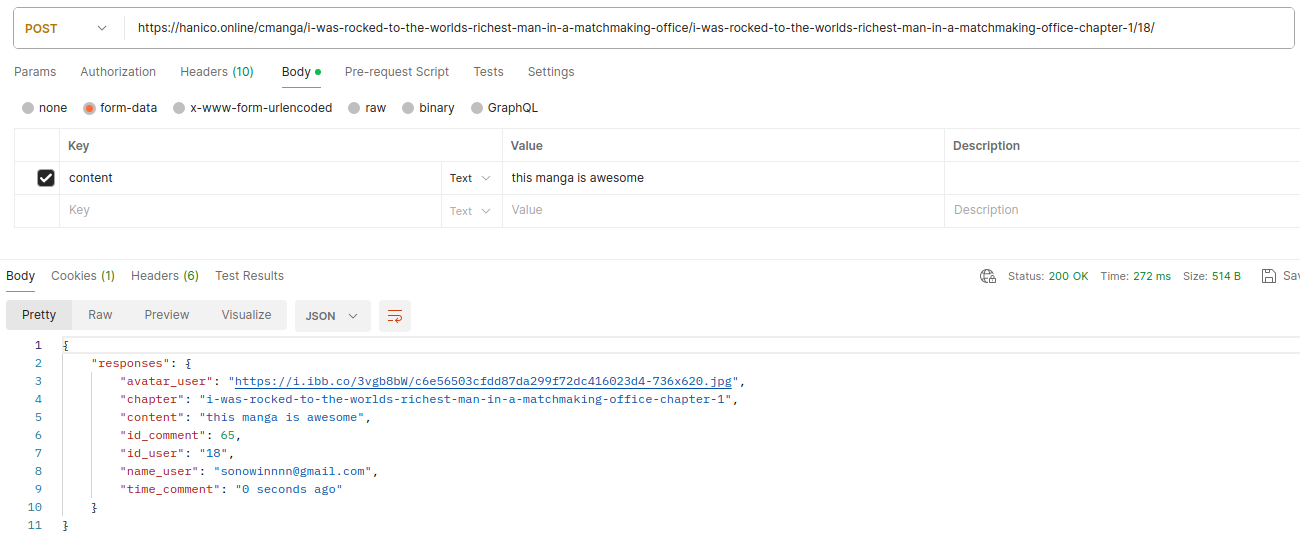 POST https://hanico.online/cmanga/i-was-rocked-to-the-worlds-richest-man-in-a-matchmaking-office/i-was-rocked-to-the-worlds-richest-man-in-a-matchmaking-office-chapter-1/18/
Params Authorization Headers (10) Body Pre-request Script Tests Settings
none form-data x-www-form-urlencoded raw binary GraphQL
Key Value Description
content Text this manga is awesome
Key Text Value Description
Body Cookies (1) Headers (6) Test Results Status: 200 OK Time: 272 ms Size: 514 B Sav
Pretty Raw Preview Visualize JSON
1 {
2 "responses": {
3 "avatar_user": "https://i.ibb.co/3vgb8bW/c6e56503cfdd87da299f72dc416023d4-736x620.jpg",
4 "chapter": "i-was-rocked-to-the-worlds-richest-man-in-a-matchmaking-office-chapter-1",
5 "content": "this manga is awesome",
6 "id_comment": 65,
7 "id_user": "18",
8 "name_user": "sonowinnnn@gmail.com",
9 "time_comment": "0 seconds ago"
10 }
11 }